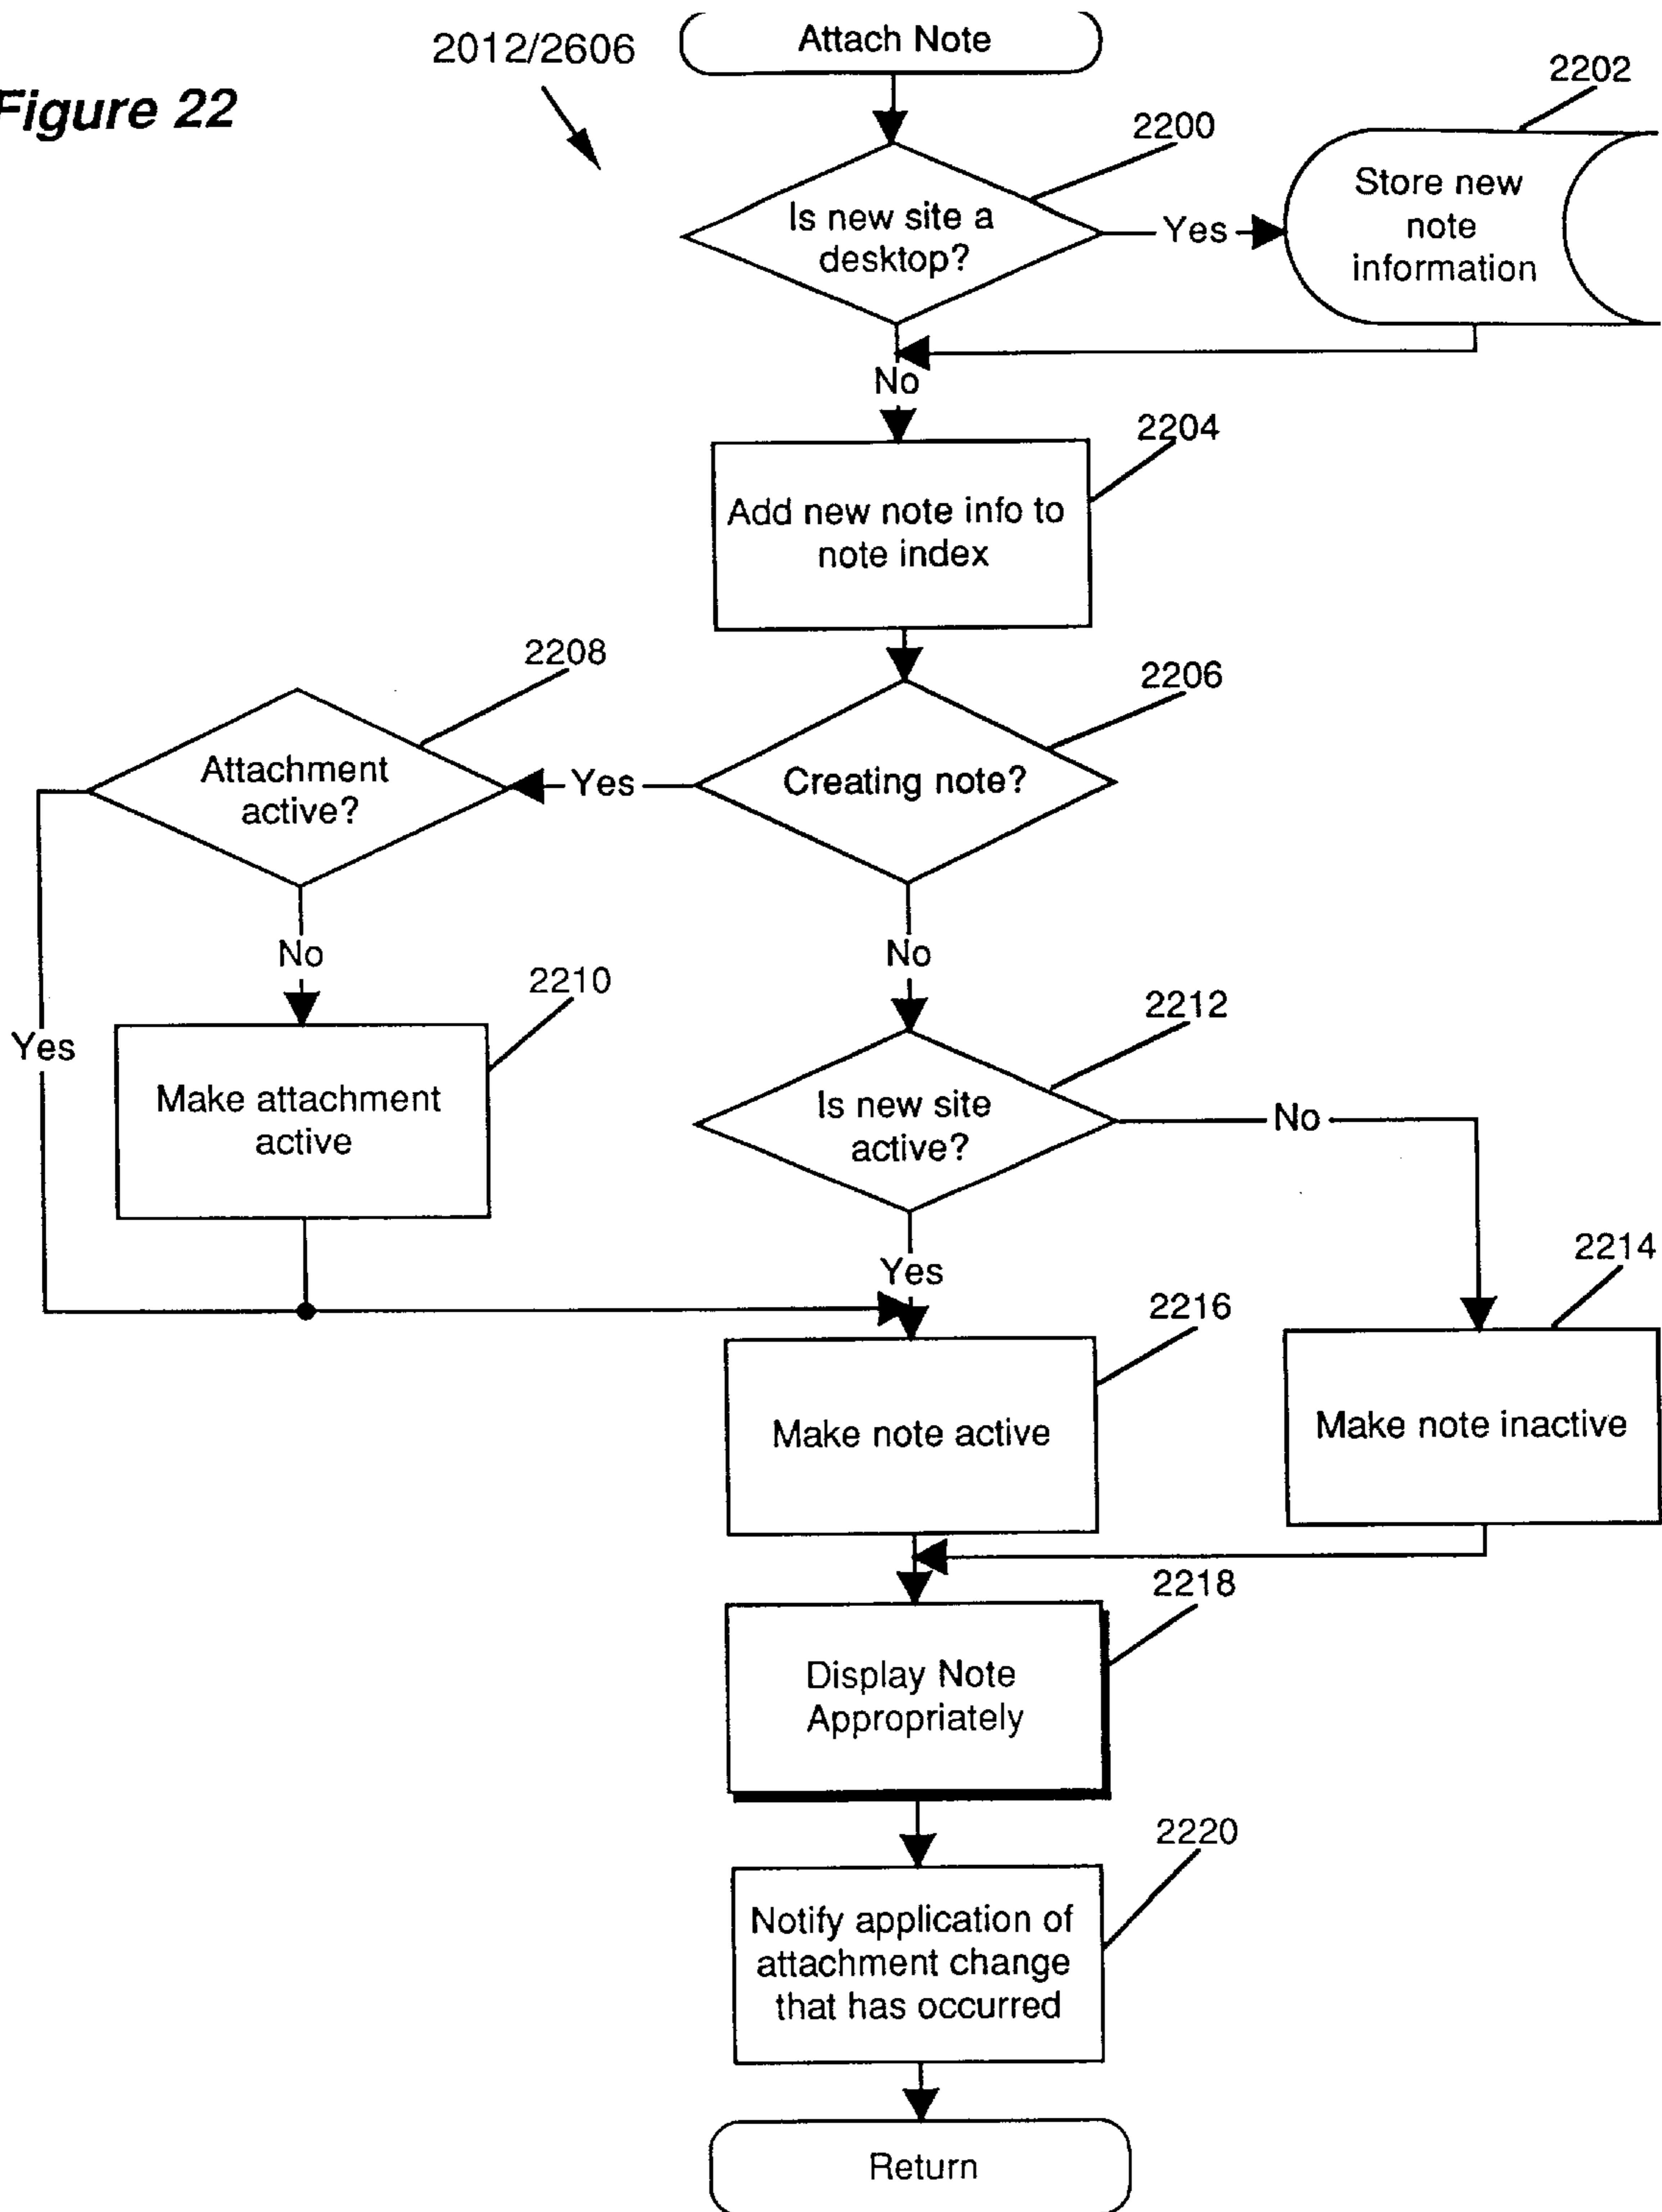 Figure 22
2012/2606
Attach Note
2200
2202
Is new site a
desktop?
Yes
Store new
note
information
No
2204
Add new note info to
note index
2206
2208
Creating note?
Yes
Attachment
active?
No
No
Yes
2210
Make attachment
active
2212
Is new site
active?
No
Yes
2214
2216
Make note active
Make note inactive
2218
Display Note
Appropriately
2220
Notify application of
attachment change
that has occurred
Return